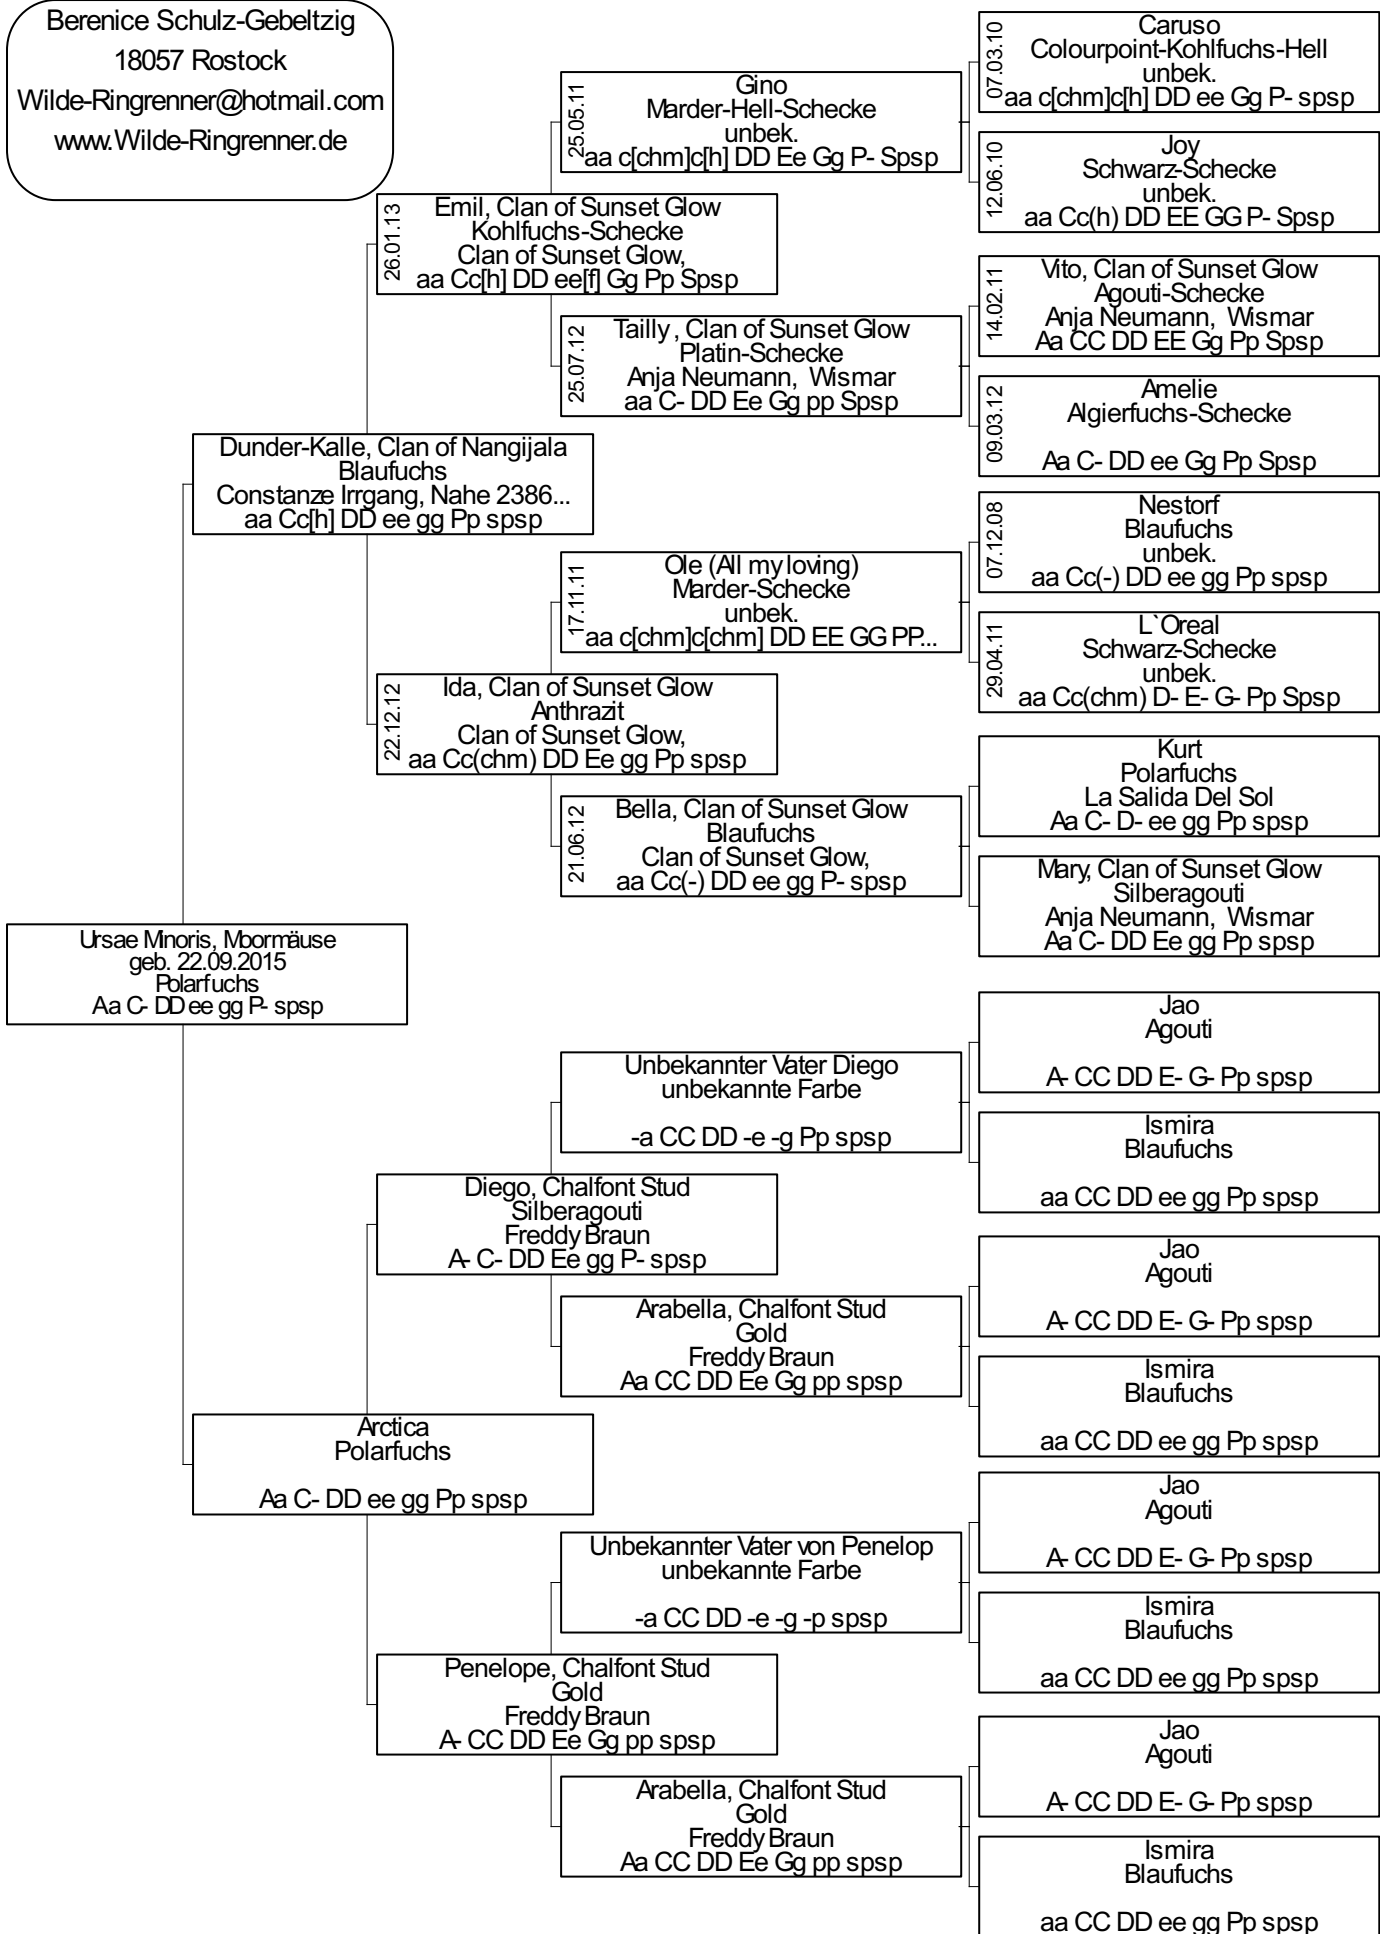 Berenice Schulz-Gebeltzig
18057 Rostock
Wilde-Ringrenner@hotmail.com
www.Wilde-Ringrenner.de
Caruso
Colourpoint-Kohlfuchs-Hell
unbek.
aa c[chm]c[h] DD ee Gg P- spsp
07.03.10
Gino
Marder-Hell-Schecke
unbek.
aa c[chm]c[h] DD Ee Gg P- Spsp
25.05.11
Joy
Schwarz-Schecke
unbek.
aa Cc(h) DD EE GG P- Spsp
12.06.10
Emil, Clan of Sunset Glow
Kohlfuchs-Schecke
Clan of Sunset Glow,
aa Cc[h] DD ee[f] Gg Pp Spsp
26.01.13
Vito, Clan of Sunset Glow
Agouti-Schecke
Anja Neumann, Wismar
Aa CC DD EE Gg Pp Spsp
14.02.11
Tailly , Clan of Sunset Glow
Platin-Schecke
Anja Neumann, Wismar
aa C- DD Ee Gg pp Spsp
25.07.12
Amelie
Algierfuchs-Schecke
Aa C- DD ee Gg Pp Spsp
09.03.12
Dunder-Kalle, Clan of Nangijala
Blaufuchs
Constanze Irrgang, Nahe 2386...
aa Cc[h] DD ee gg Pp spsp
Nestorf
Blaufuchs
unbek.
aa Cc(-) DD ee gg Pp spsp
07.12.08
Ole (All my loving)
Marder-Schecke
unbek.
aa c[chm]c[chm] DD EE GG PP...
17.11.11
L`Oreal
Schwarz-Schecke
unbek.
aa Cc(chm) D- E- G- Pp Spsp
29.04.11
Ida, Clan of Sunset Glow
Anthrazit
Clan of Sunset Glow,
aa Cc(chm) DD Ee gg Pp spsp
22.12.12
Kurt
Polarfuchs
La Salida Del Sol
Aa C- D- ee gg Pp spsp
Bella, Clan of Sunset Glow
Blaufuchs
Clan of Sunset Glow,
aa Cc(-) DD ee gg P- spsp
21.06.12
Mary, Clan of Sunset Glow
Silberagouti
Anja Neumann, Wismar
Aa C- DD Ee gg Pp spsp
Ursae Minoris, Moormäuse
geb. 22.09.2015
Polarfuchs
Aa C- DD ee gg P- spsp
Jao
Agouti
A- CC DD E- G- Pp spsp
Unbekannter Vater Diego
unbekannte Farbe
-a CC DD -e -g Pp spsp
Ismira
Blaufuchs
aa CC DD ee gg Pp spsp
Diego, Chalfont Stud
Silberagouti
Freddy Braun
A- C- DD Ee gg P- spsp
Jao
Agouti
A- CC DD E- G- Pp spsp
Arabella, Chalfont Stud
Gold
Freddy Braun
Aa CC DD Ee Gg pp spsp
Ismira
Blaufuchs
aa CC DD ee gg Pp spsp
Arctica
Polarfuchs
Aa C- DD ee gg Pp spsp
Jao
Agouti
A- CC DD E- G- Pp spsp
Unbekannter Vater von Penelop
unbekannte Farbe
-a CC DD -e -g -p spsp
Ismira
Blaufuchs
aa CC DD ee gg Pp spsp
Penelope, Chalfont Stud
Gold
Freddy Braun
A- CC DD Ee Gg pp spsp
Jao
Agouti
A- CC DD E- G- Pp spsp
Arabella, Chalfont Stud
Gold
Freddy Braun
Aa CC DD Ee Gg pp spsp
Ismira
Blaufuchs
aa CC DD ee gg Pp spsp